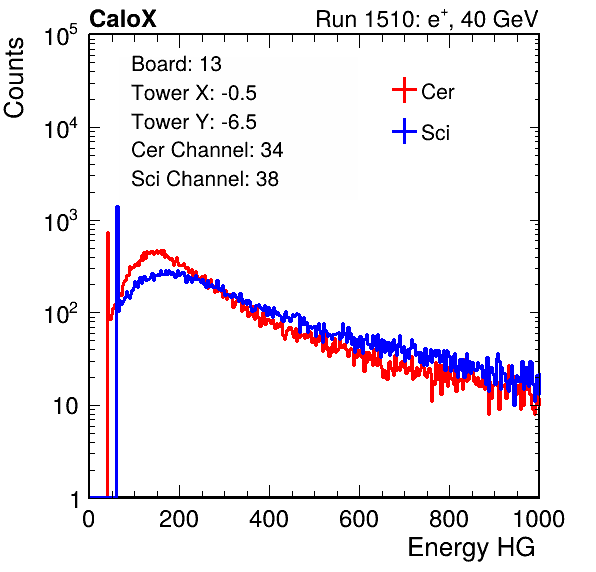 CaloX Run 1510: e+, 40 GeV
Counts
Board: 13
Tower X: -0.5
Tower Y: -6.5
Cer Channel: 34
Sci Channel: 38
Cer
Sci
10^5
10^4
10^3
10^2
10
1
0 200 400 600 800 1000
Energy HG